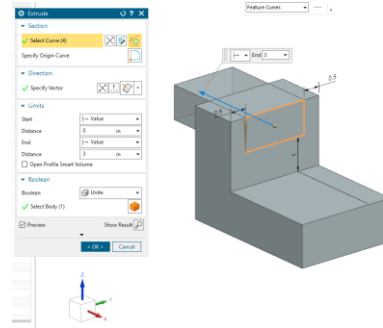 Feature Curves
Extrude
Section
Select Curve (4)
Specify Origin Curve
Direction
Specify Vector
Limits
Start
Value
Distance
0
in
End
Value
Distance
3
in
Open Profile Smart Volume
Boolean
Boolean
Unite
Select Body (1)
Preview
Show Result
< OK >
Cancel
End 3
0.5
2.5
1
Z
Y
X